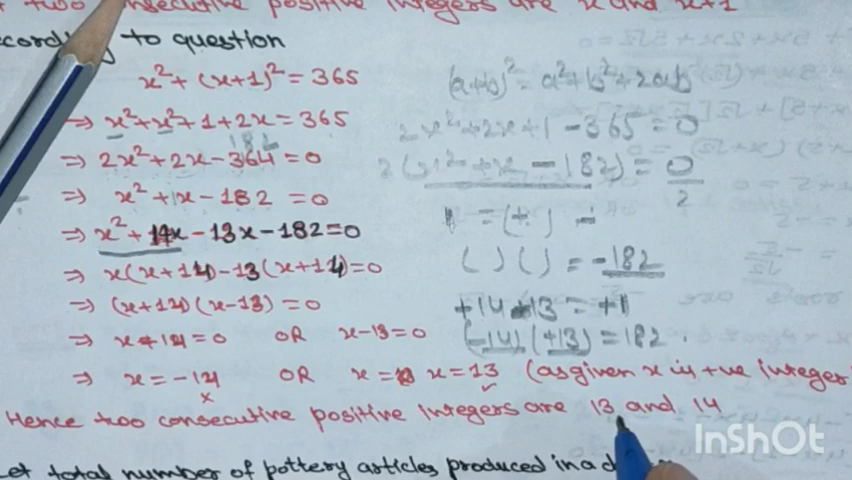 two consecutive positive integers are x and x+1
to question
x² + (x+1)² = 365
(a+b)² = a²+b²+2ab
⇒ x²+x²+1+2x = 365
2x²+2x+1-365=0
182
⇒ 2x²+2x-364=0
2(x²+x-182)=0/2
⇒ x²+1x-182=0
⇒ x²+14x-13x-182=0
⇒ x(x+14)-13(x+14)=0
( ) ( ) = -182
⇒ (x+14)(x-13)=0
+14-13=+1
⇒ x+14=0 OR x-13=0
(-14)(+13)=182.
⇒ x=-14 OR x= x=13 (as given x is +ve integer
× ✓
Hence two consecutive positive integers are 13 and 14
InShOt
Let total number of pottery articles produced in a d